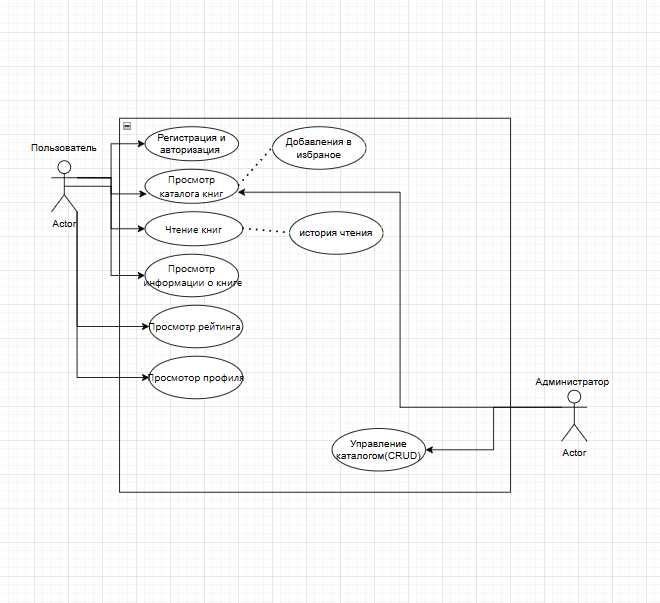 Пользователь
Actor
Регистрация и
авторизация
Добавления в
избраное
Просмотр
каталога книг
Чтение книг
история чтения
Просмотр
информации о книге
Просмотр рейтинга
Просмотор профиля
Администратор
Actor
Управление
каталогом(CRUD)